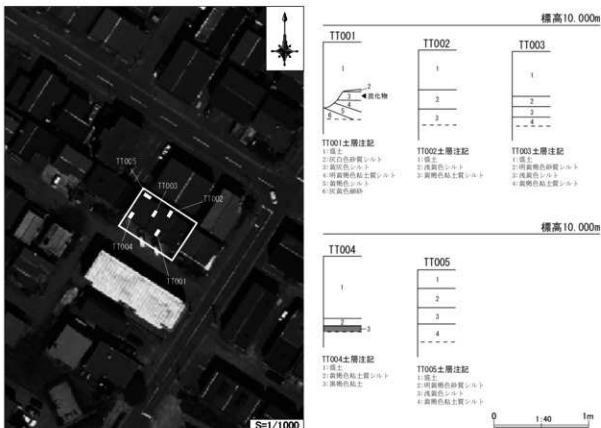 TT005
TT003
TT002
TT004
TT001
S=1/1000
標高10.000m
TT001
1
2
3
炭化物
4
5
6
TT001土層注記
1:盛土
2:灰白色砂質シルト
3:黄灰色シルト
4:明黄褐色粘土質シルト
5:黄褐色シルト
6:灰黄色細砂
TT002
1
2
3
TT002土層注記
1:盛土
2:浅黄色シルト
3:黄褐色粘土質シルト
TT003
1
2
3
4
TT003土層注記
1:盛土
2:明黄褐色砂質シルト
3:浅黄色シルト
4:黄褐色粘土質シルト
標高10.000m
TT004
1
2
3
TT004土層注記
1:盛土
2:黄褐色粘土質シルト
3:黒褐色粘土
TT005
1
2
3
4
TT005土層注記
1:盛土
2:明黄褐色砂質シルト
3:浅黄色シルト
4:黄褐色粘土質シルト
0 1:40 1m